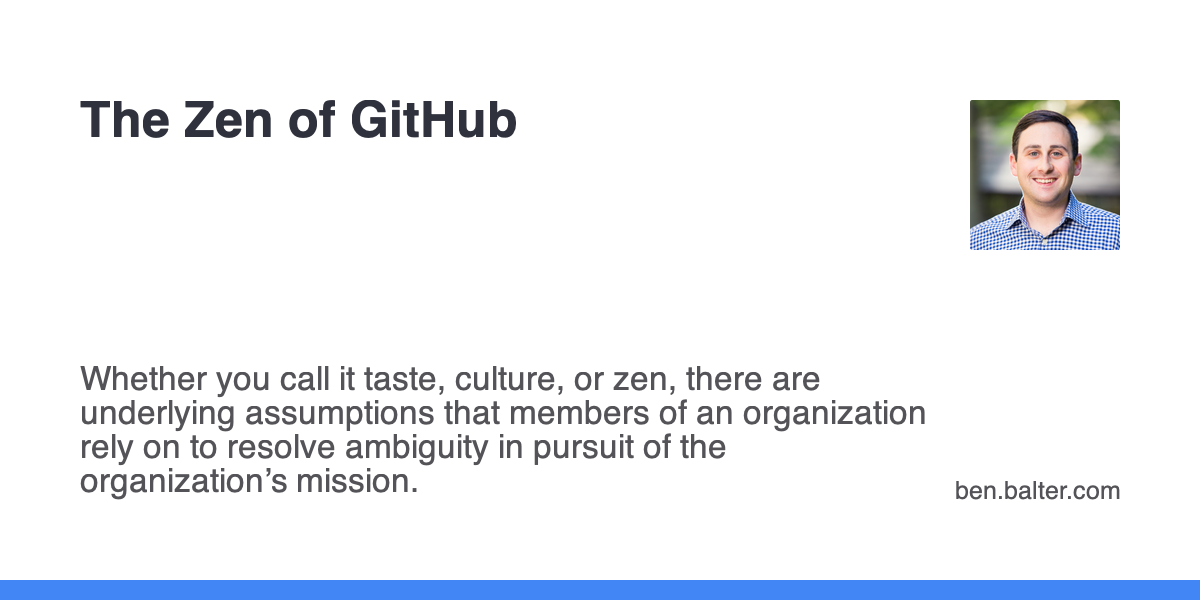 The Zen of GitHub
Whether you call it taste, culture, or zen, there are
underlying assumptions that members of an organization
rely on to resolve ambiguity in pursuit of the
organization’s mission.
ben.balter.com